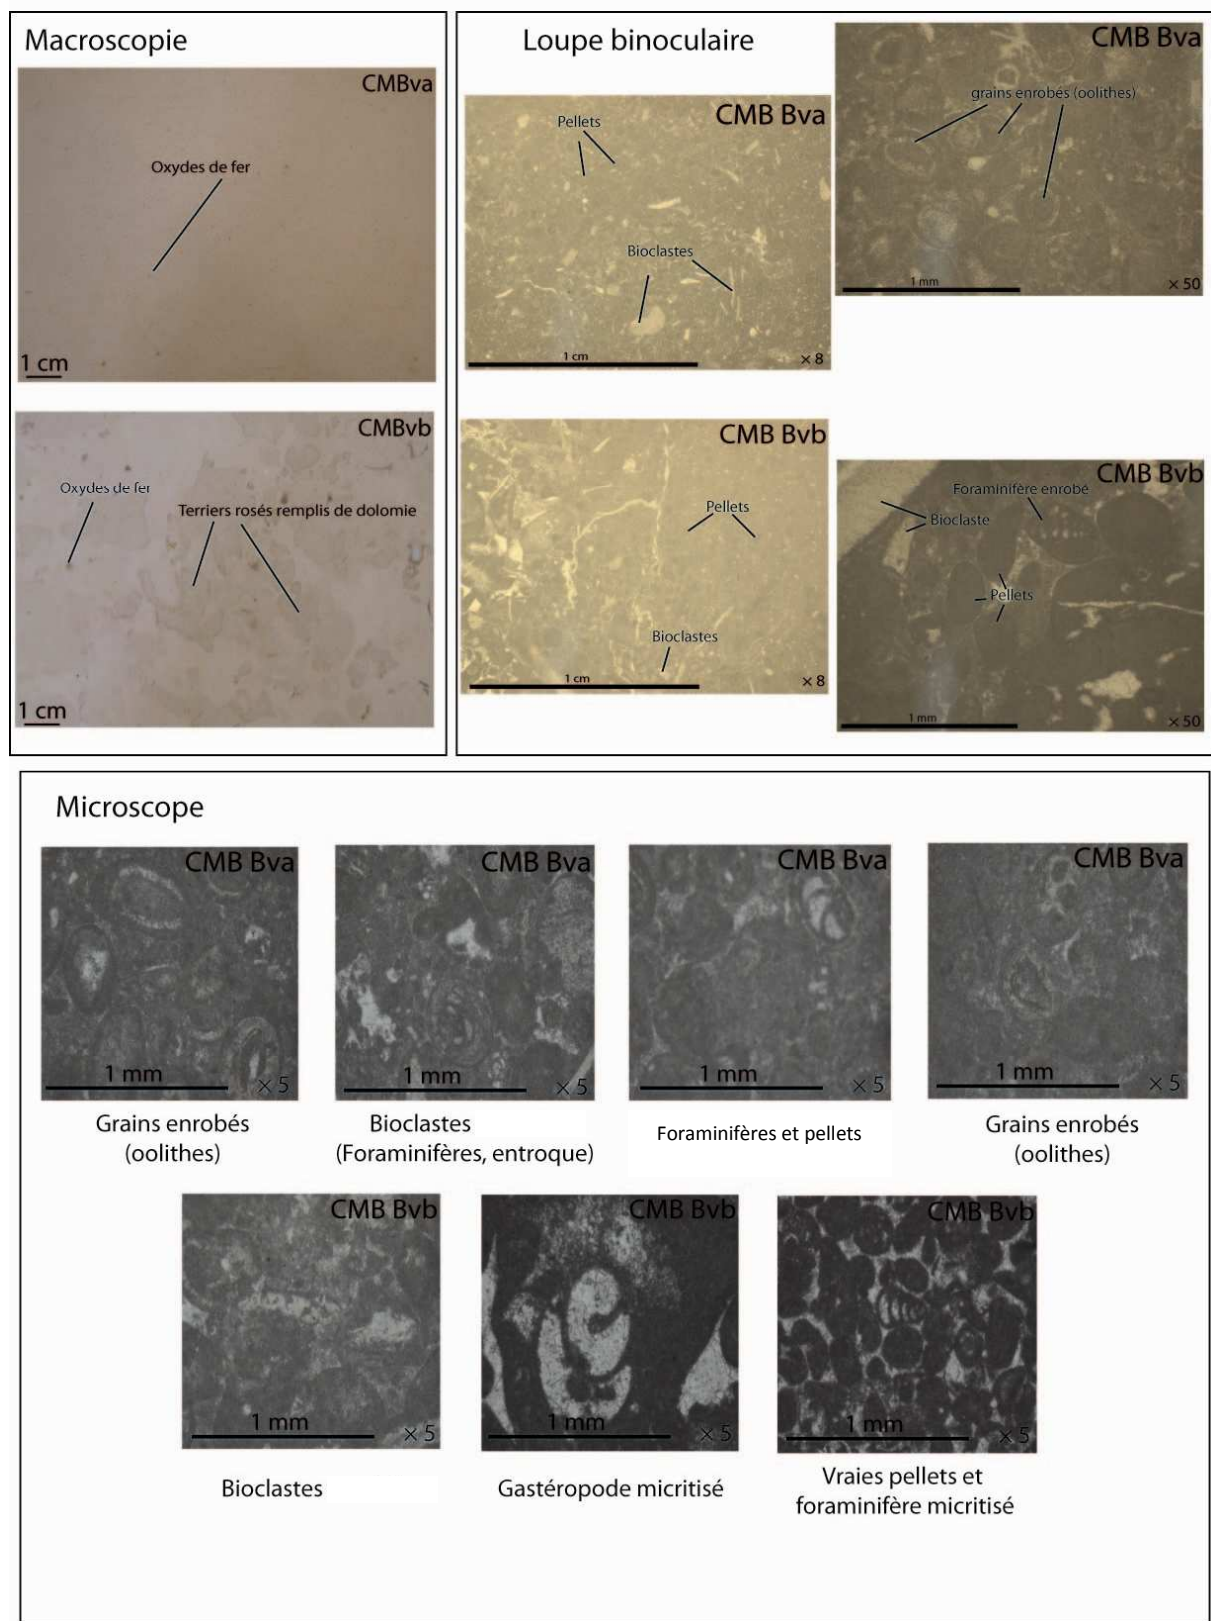 Macroscopie
CMBva
Oxydes de fer
1 cm
CMBvb
Oxydes de fer
Terriers rosés remplis de dolomie
1 cm
Loupe binoculaire
CMB Bva
Pellets
Bioclastes
1 cm
× 8
CMB Bva
grains enrobés (oolithes)
1 mm
× 50
CMB Bvb
Pellets
Bioclastes
1 cm
× 8
CMB Bvb
Foraminifère enrobé
Bioclaste
Pellets
1 mm
× 50
Microscope
CMB Bva
1 mm
× 5
Grains enrobés
(oolithes)
CMB Bva
1 mm
× 5
Bioclastes
(Foraminifères, entroque)
CMB Bva
1 mm
× 5
Foraminifères et pellets
CMB Bva
1 mm
× 5
Grains enrobés
(oolithes)
CMB Bvb
1 mm
× 5
Bioclastes
CMB Bvb
1 mm
× 5
Gastéropode micritisé
CMB Bvb
1 mm
× 5
Vraies pellets et
foraminifère micritisé